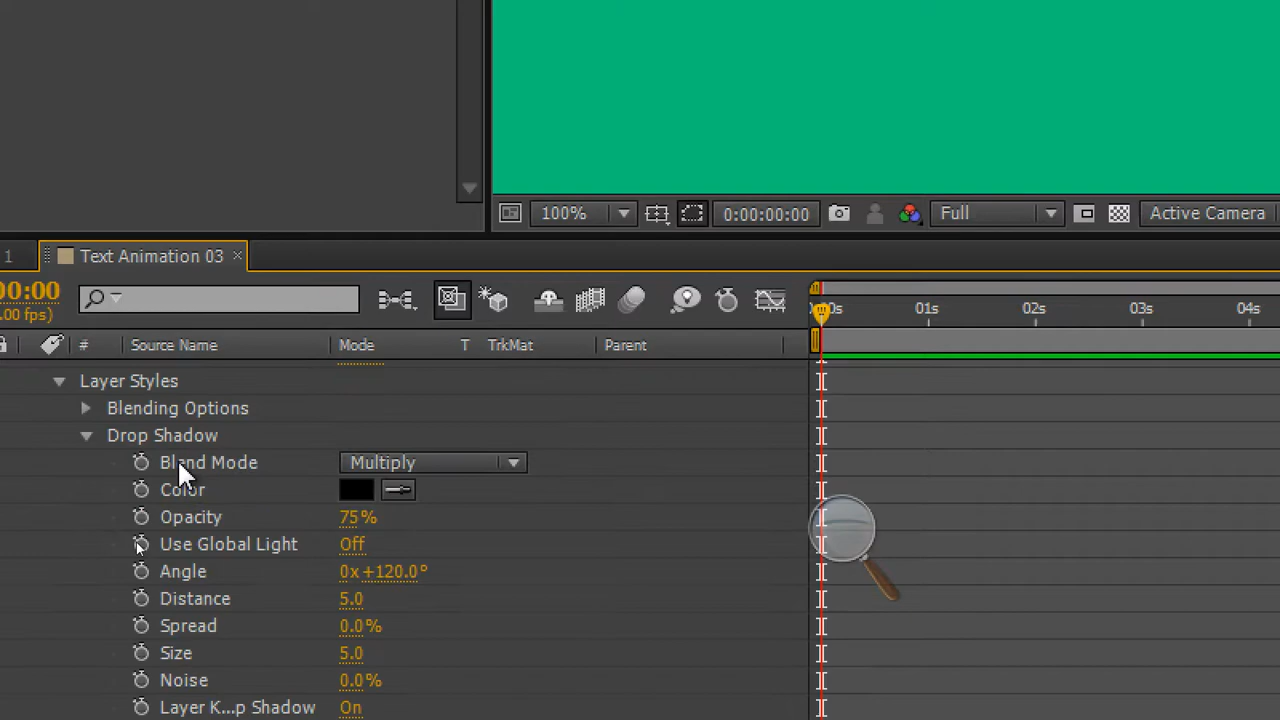 100%
0:00:00:00
Full
Active Camera
1
Text Animation 03
00:00
.00 fps)
0s
01s
02s
03s
04s
#
Source Name
Mode
T
TrkMat
Parent
Layer Styles
Blending Options
Drop Shadow
Blend Mode
Multiply
Color
Opacity
75%
Use Global Light
Off
Angle
0x+120.0°
Distance
5.0
Spread
0.0%
Size
5.0
Noise
0.0%
Layer K...p Shadow
On